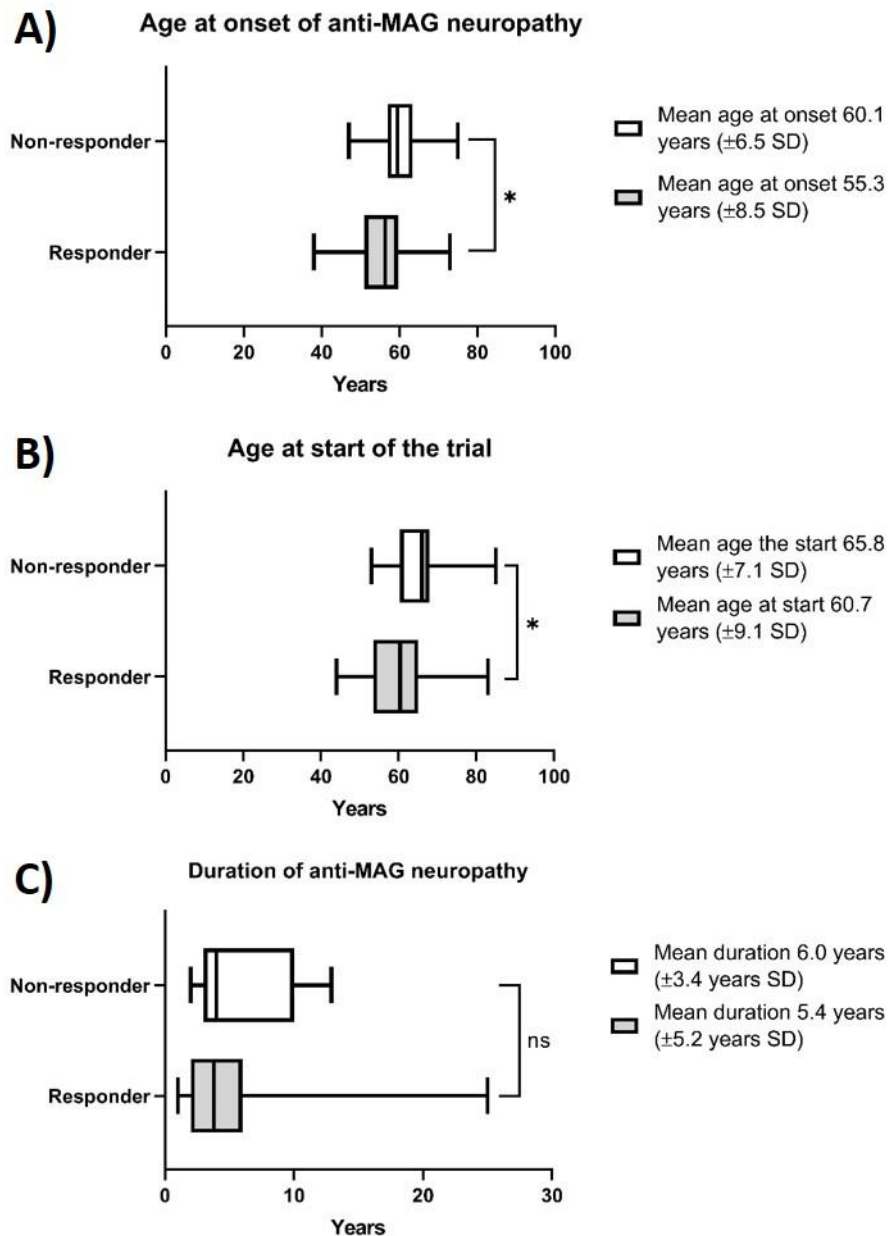 A)
Age at onset of anti-MAG neuropathy
Non-responder
Responder
*
0 20 40 60 80 100
Years
Mean age at onset 60.1
years (±6.5 SD)
Mean age at onset 55.3
years (±8.5 SD)
B)
Age at start of the trial
Non-responder
Responder
*
0 20 40 60 80 100
Years
Mean age the start 65.8
years (±7.1 SD)
Mean age at start 60.7
years (±9.1 SD)
C)
Duration of anti-MAG neuropathy
Non-responder
Responder
ns
0 10 20 30
Years
Mean duration 6.0 years
(±3.4 years SD)
Mean duration 5.4 years
(±5.2 years SD)